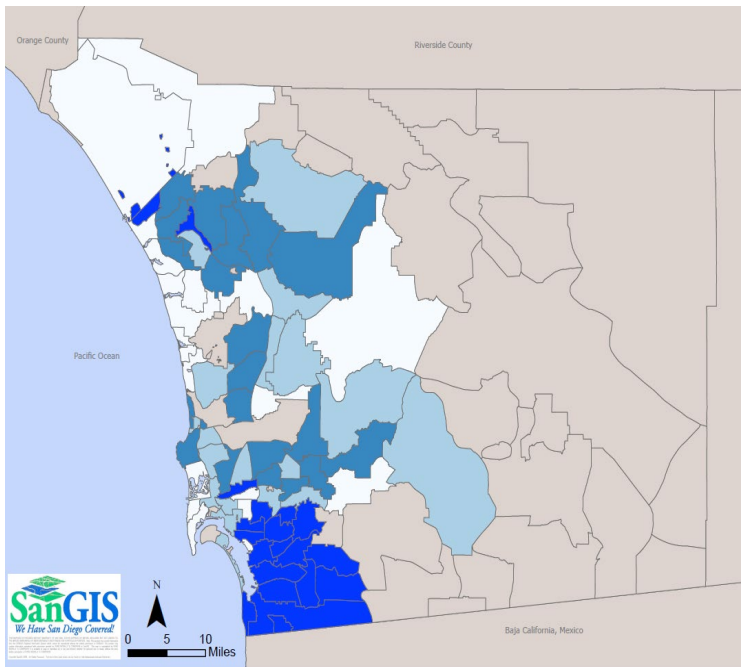 Orange County
Riverside County
Pacific Ocean
SanGIS
We Have San Diego Covered!
N
0 5 10
Miles
Baja California, Mexico